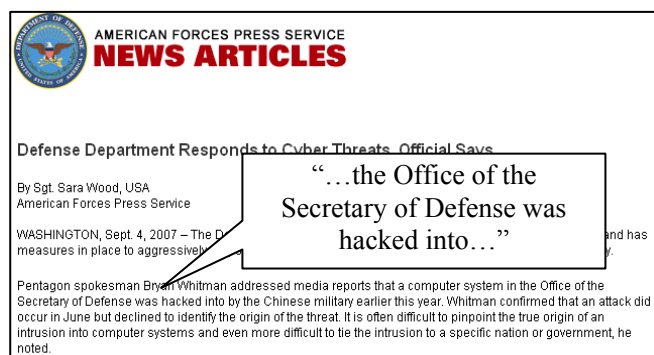 AMERICAN FORCES PRESS SERVICE
NEWS ARTICLES
Defense Department Responds to Cyber Threats, Official Says
By Sgt. Sara Wood, USA
American Forces Press Service
“…the Office of the
Secretary of Defense was
hacked into…”
WASHINGTON, Sept. 4, 2007 – The and has
measures in place to aggressively
Pentagon spokesman Bryan Whitman addressed media reports that a computer system in the Office of the
Secretary of Defense was hacked into by the Chinese military earlier this year. Whitman confirmed that an attack did
occur in June but declined to identify the origin of the threat. It is often difficult to pinpoint the true origin of an
intrusion into computer systems and even more difficult to tie the intrusion to a specific nation or government, he
noted.